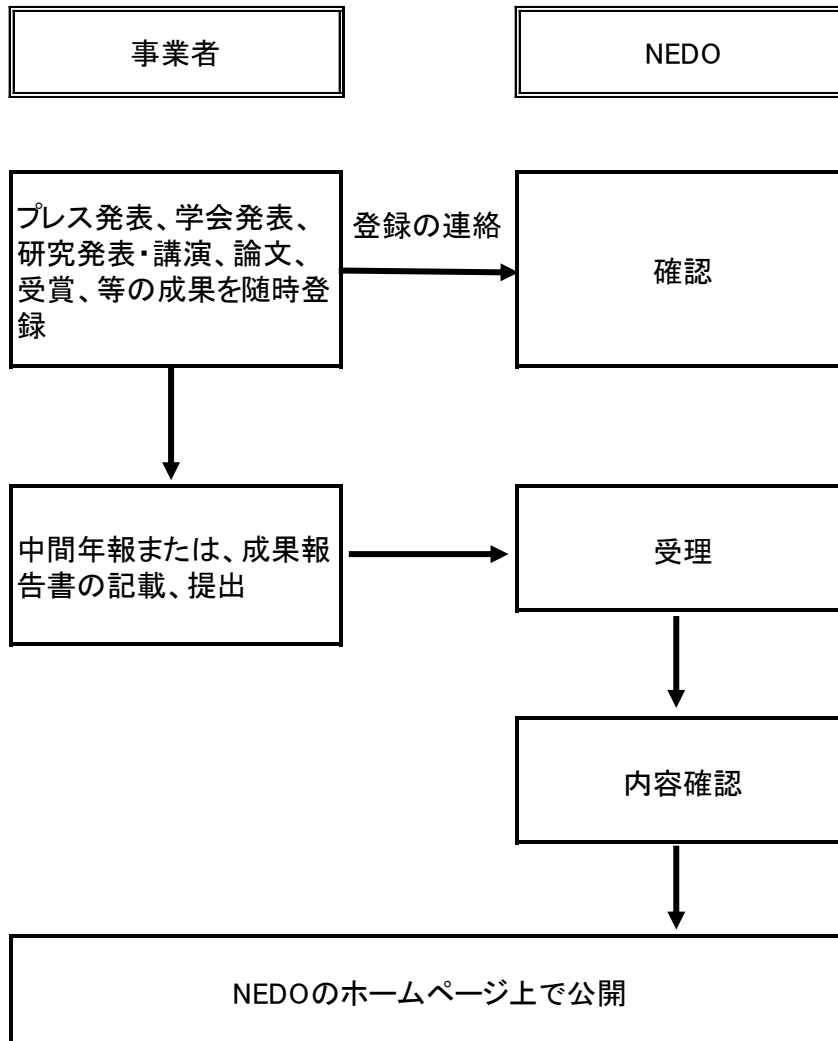 事業者
NEDO
プレス発表、学会発表、
研究発表・講演、論文、
受賞、等の成果を随時登
録
登録の連絡
確認
中間年報または、成果報
告書の記載、提出
受理
内容確認
NEDOのホームページ上で公開